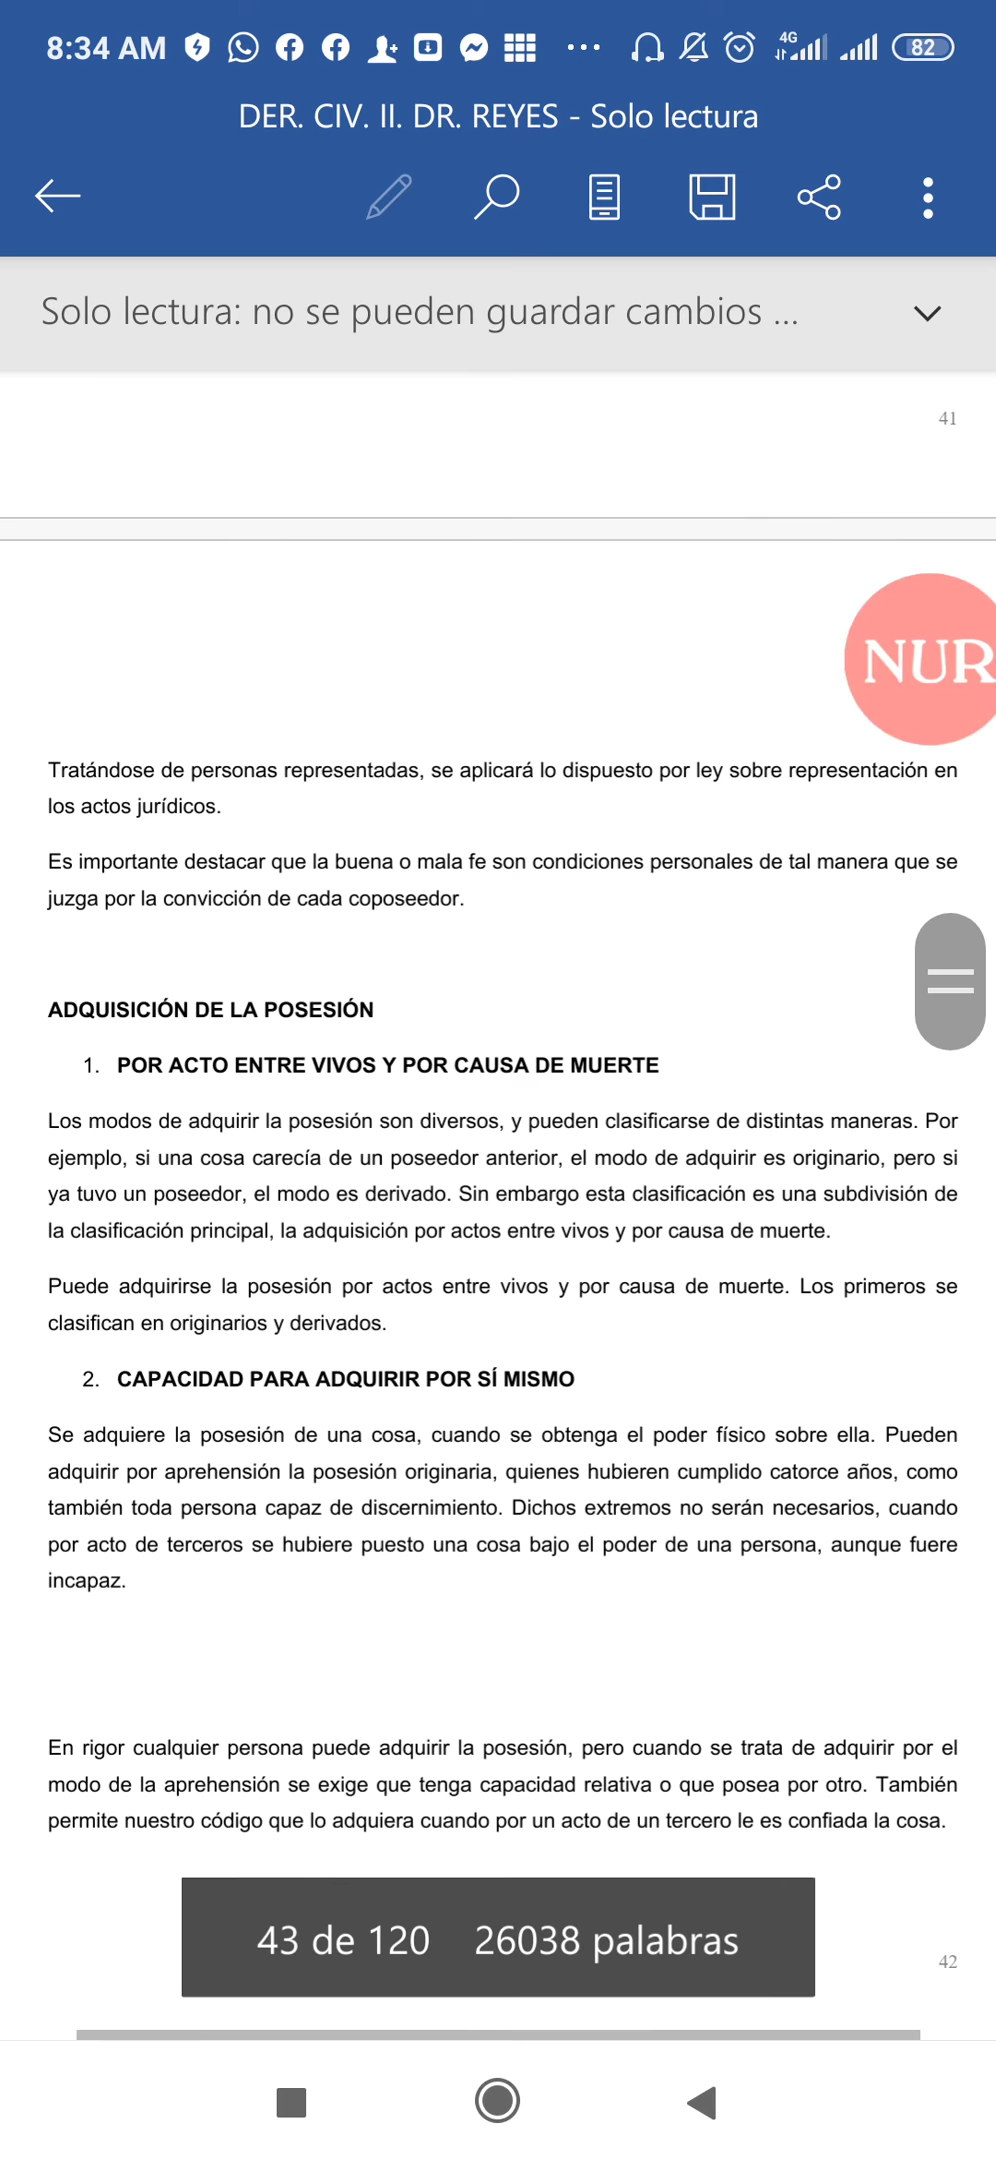 8:34 AM
4G
82
DER. CIV. II. DR. REYES - Solo lectura
Solo lectura: no se pueden guardar cambios ...
41
NUR
Tratándose de personas representadas, se aplicará lo dispuesto por ley sobre representación en
los actos jurídicos.
Es importante destacar que la buena o mala fe son condiciones personales de tal manera que se
juzga por la convicción de cada coposeedor.
ADQUISICIÓN DE LA POSESIÓN
1. POR ACTO ENTRE VIVOS Y POR CAUSA DE MUERTE
Los modos de adquirir la posesión son diversos, y pueden clasificarse de distintas maneras. Por
ejemplo, si una cosa carecía de un poseedor anterior, el modo de adquirir es originario, pero si
ya tuvo un poseedor, el modo es derivado. Sin embargo esta clasificación es una subdivisión de
la clasificación principal, la adquisición por actos entre vivos y por causa de muerte.
Puede adquirirse la posesión por actos entre vivos y por causa de muerte. Los primeros se
clasifican en originarios y derivados.
2. CAPACIDAD PARA ADQUIRIR POR SÍ MISMO
Se adquiere la posesión de una cosa, cuando se obtenga el poder físico sobre ella. Pueden
adquirir por aprehensión la posesión originaria, quienes hubieren cumplido catorce años, como
también toda persona capaz de discernimiento. Dichos extremos no serán necesarios, cuando
por acto de terceros se hubiere puesto una cosa bajo el poder de una persona, aunque fuere
incapaz.
En rigor cualquier persona puede adquirir la posesión, pero cuando se trata de adquirir por el
modo de la aprehensión se exige que tenga capacidad relativa o que posea por otro. También
permite nuestro código que lo adquiera cuando por un acto de un tercero le es confiada la cosa.
43 de 120 26038 palabras
42